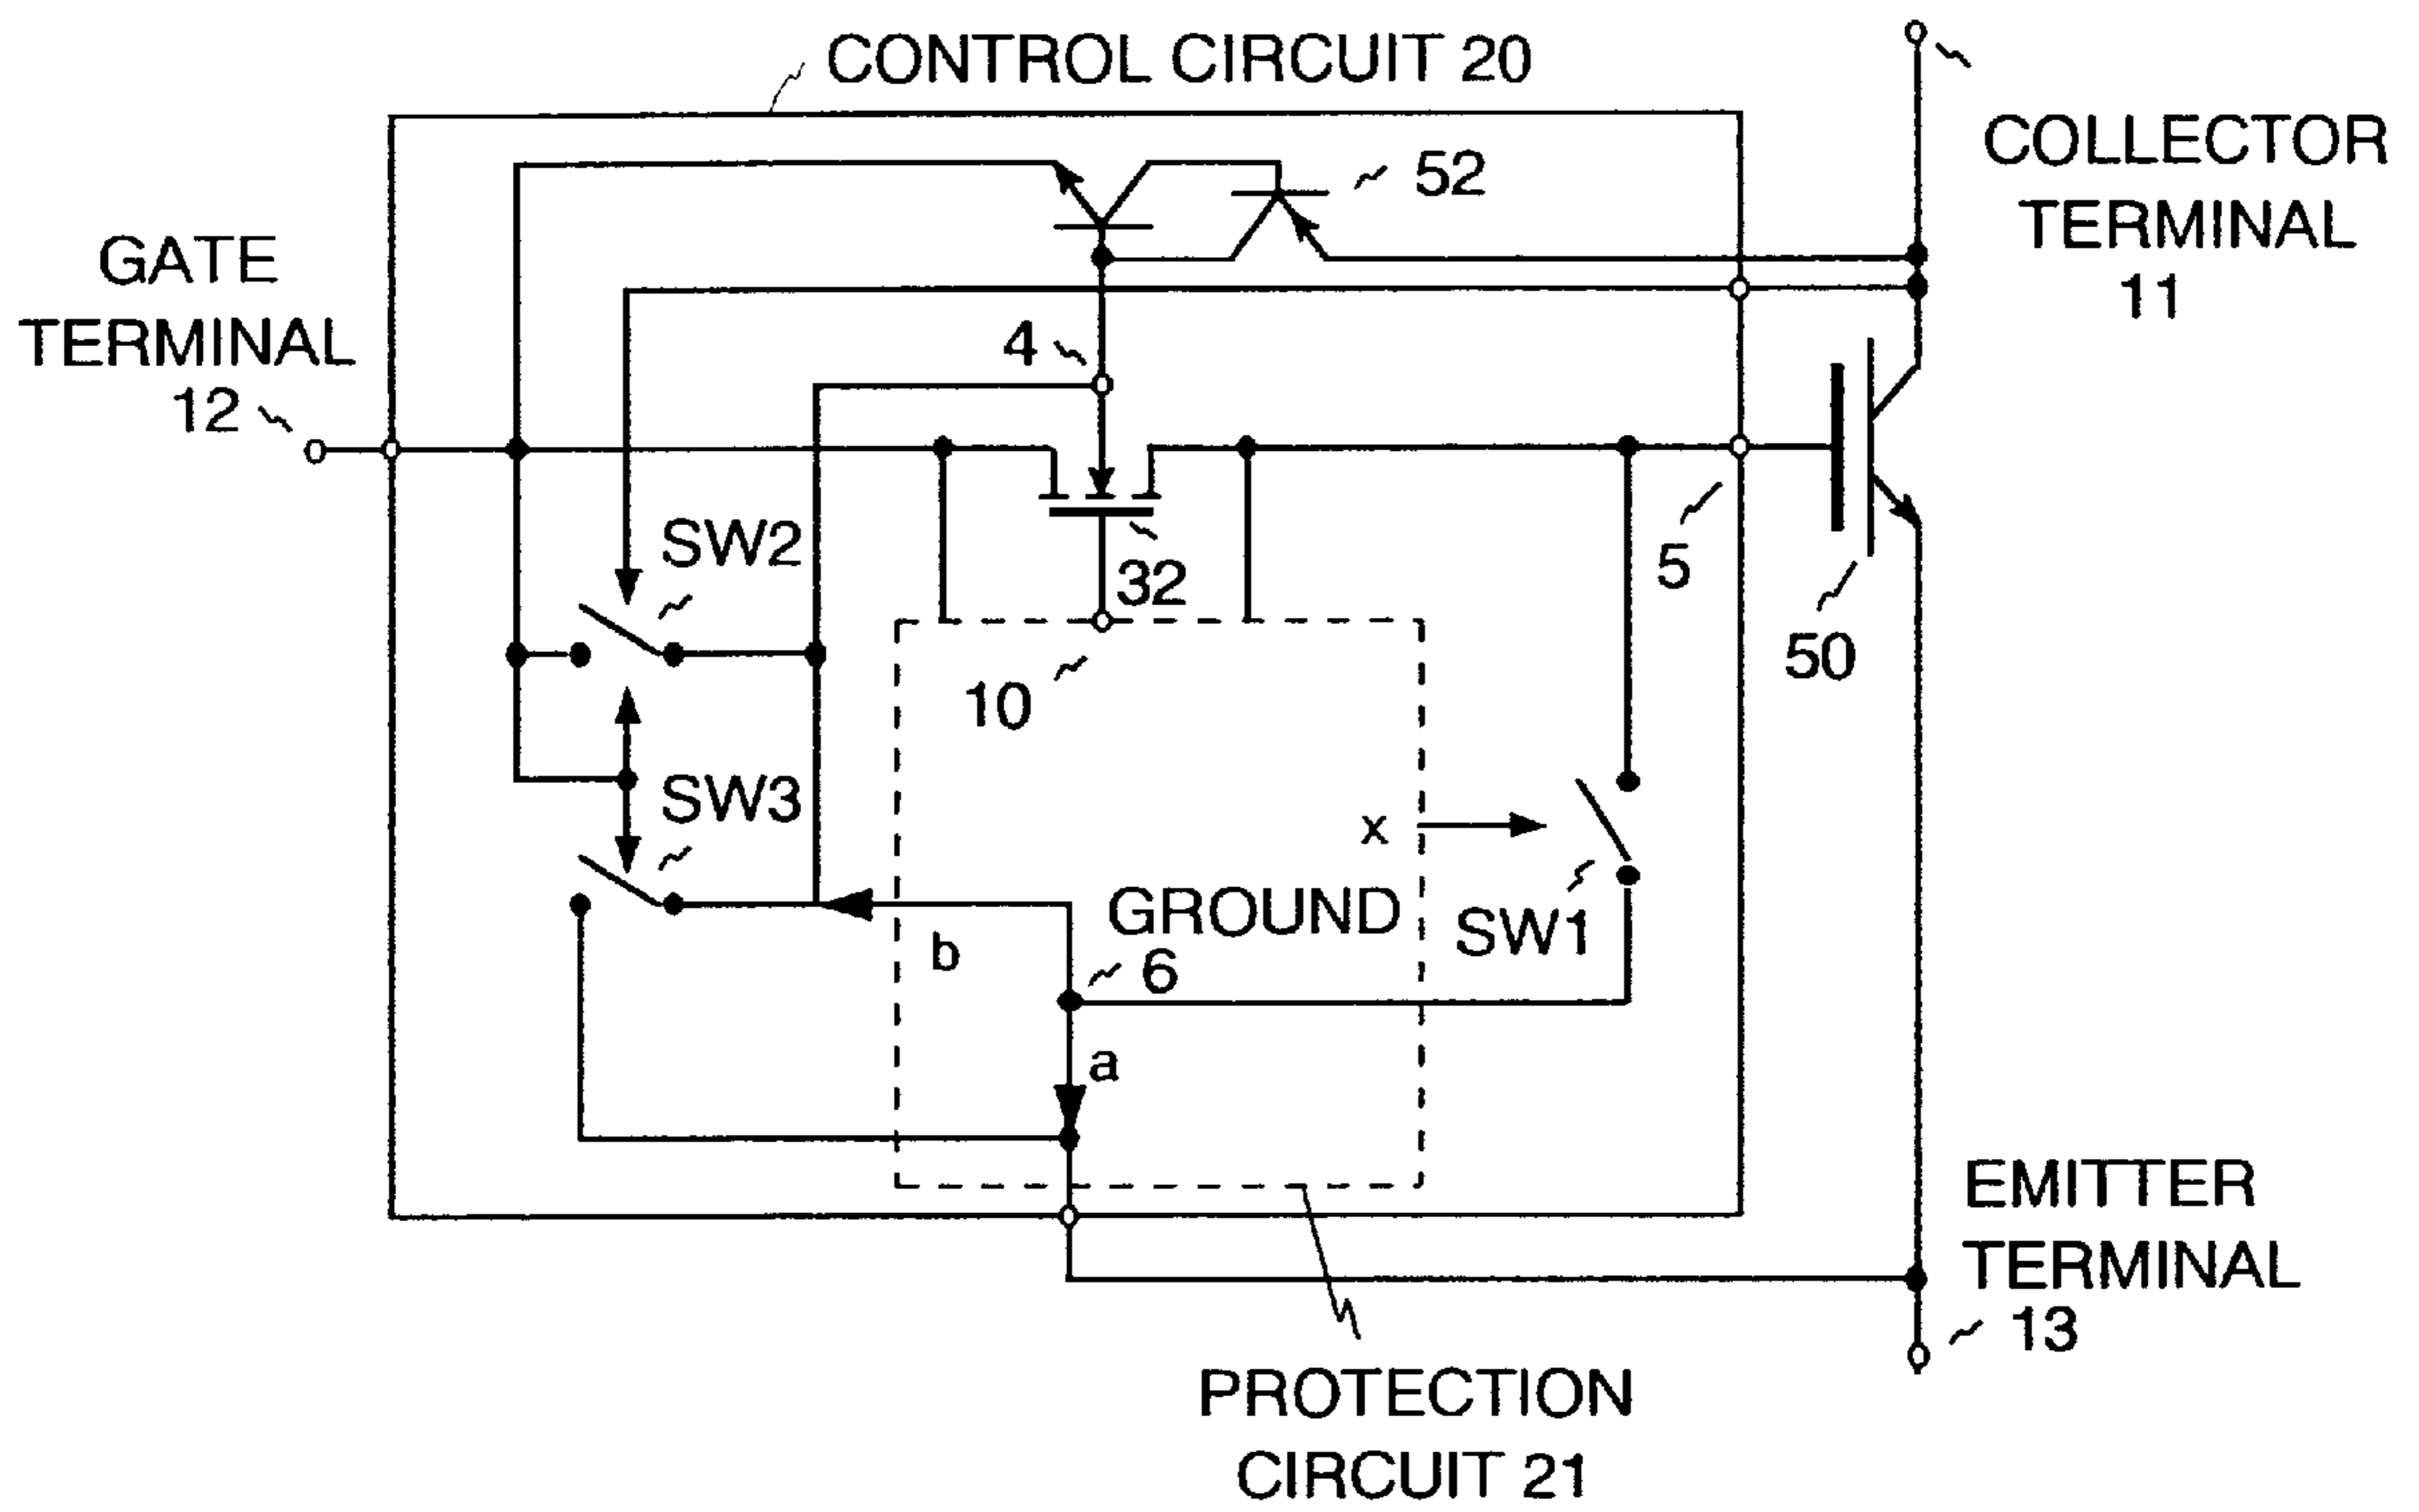 CONTROL CIRCUIT 20
COLLECTOR
TERMINAL
11
52
GATE
TERMINAL
12
4
SW2
32
5
50
10
SW3
x
GROUND
6
SW1
b
a
EMITTER
TERMINAL
13
PROTECTION
CIRCUIT 21